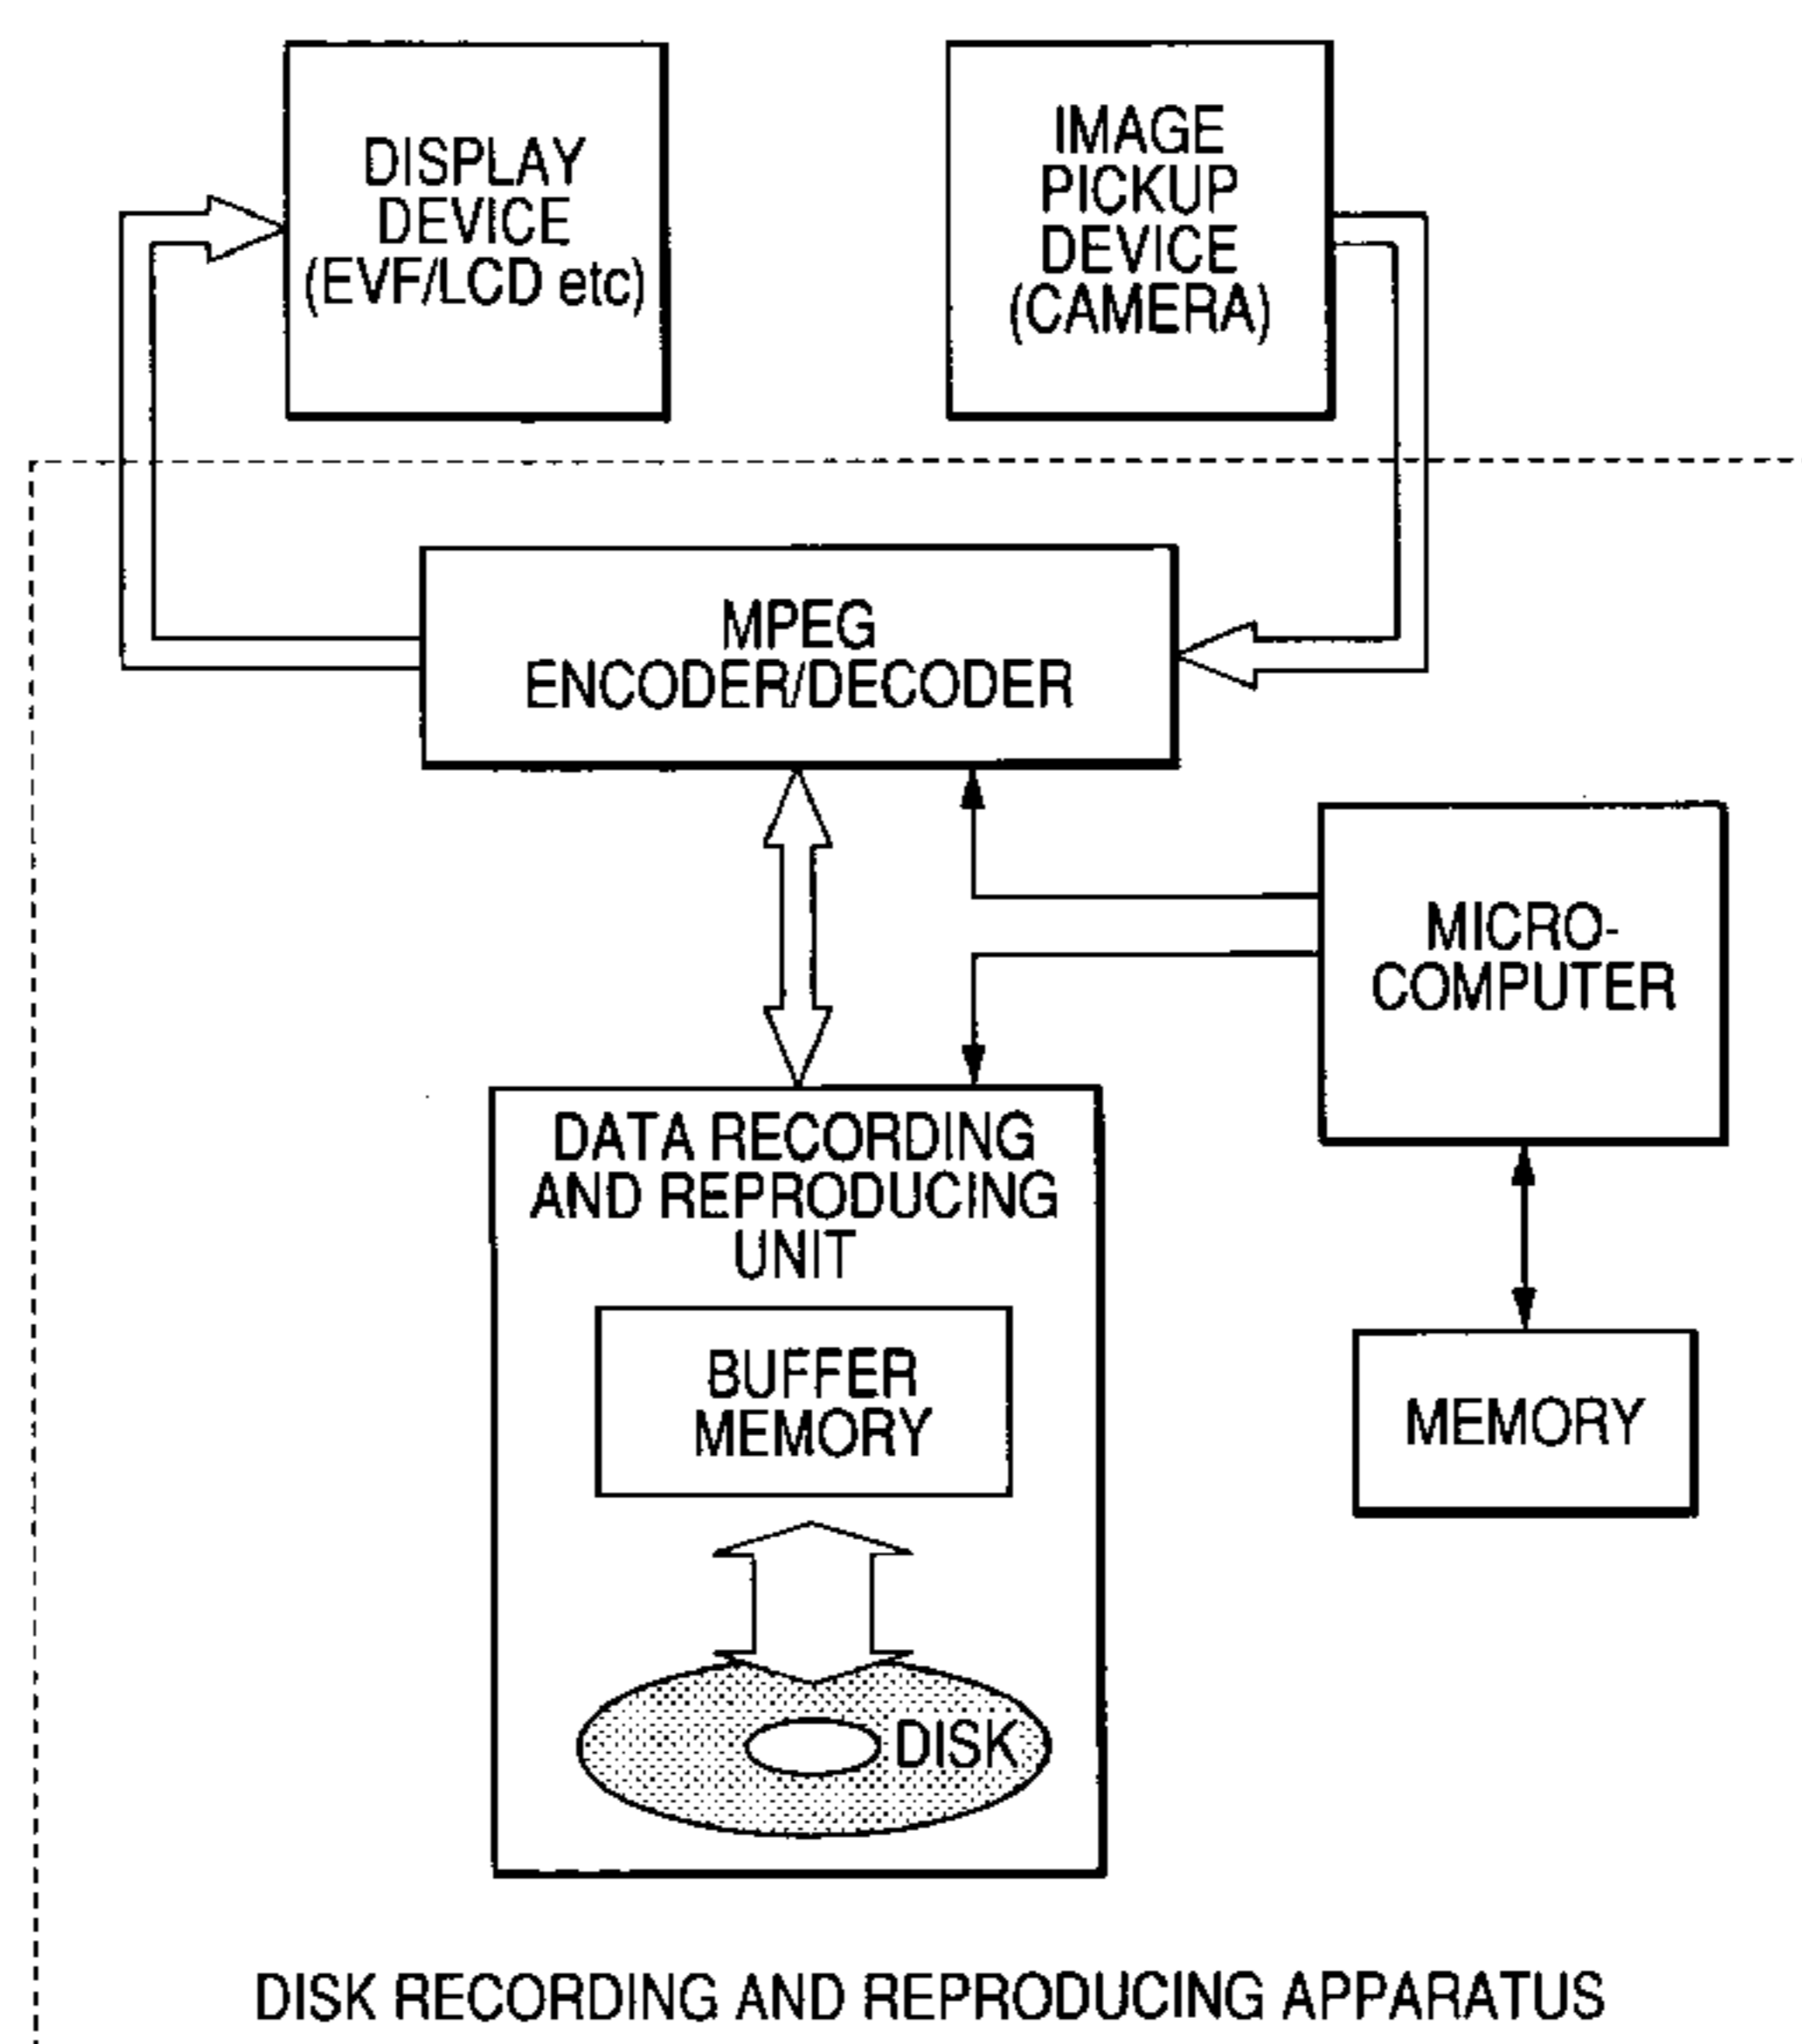 DISPLAY
DEVICE
(EVF/LCD etc)
IMAGE
PICKUP
DEVICE
(CAMERA)
MPEG
ENCODER/DECODER
MICRO-
COMPUTER
DATA RECORDING
AND REPRODUCING
UNIT
BUFFER
MEMORY
MEMORY
DISK
DISK RECORDING AND REPRODUCING APPARATUS